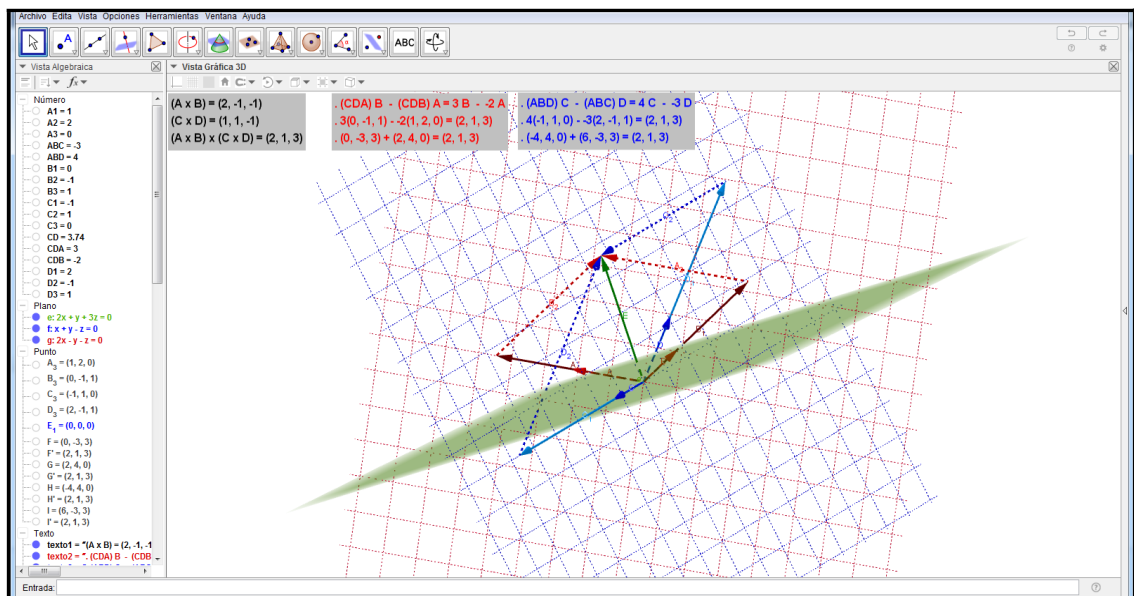 Archivo Edita Vista Opciones Herramientas Ventana Ayuda
A
ABC
Vista Algebraica
Vista Gráfica 3D
fx
Número
A1 = 1
A2 = 2
A3 = 0
ABC = -3
ABD = 4
B1 = 0
B2 = -1
B3 = 1
C1 = -1
C2 = 1
C3 = 0
CD = 3.74
CDA = 3
CDB = -2
D1 = 2
D2 = -1
D3 = 1
Plano
e: 2x + y + 3z = 0
f: x + y - z = 0
g: 2x - y - z = 0
Punto
A₃ = (1, 2, 0)
B₃ = (0, -1, 1)
C₃ = (-1, 1, 0)
D₃ = (2, -1, 1)
E₁ = (0, 0, 0)
F = (0, -3, 3)
F' = (2, 1, 3)
G = (2, 4, 0)
G' = (2, 1, 3)
H = (-4, 4, 0)
H' = (2, 1, 3)
I = (6, -3, 3)
I' = (2, 1, 3)
Texto
texto1 = "(A x B) = (2, -1, -1
texto2 = ". (CDA) B - (CDB
(A x B) = (2, -1, -1)
(C x D) = (1, 1, -1)
(A x B) x (C x D) = (2, 1, 3)
. (CDA) B - (CDB) A = 3 B - -2 A
. 3(0, -1, 1) - -2(1, 2, 0) = (2, 1, 3)
. (0, -3, 3) + (2, 4, 0) = (2, 1, 3)
. (ABD) C - (ABC) D = 4 C - -3 D
. 4(-1, 1, 0) - -3(2, -1, 1) = (2, 1, 3)
. (-4, 4, 0) + (6, -3, 3) = (2, 1, 3)
E
Entrada: